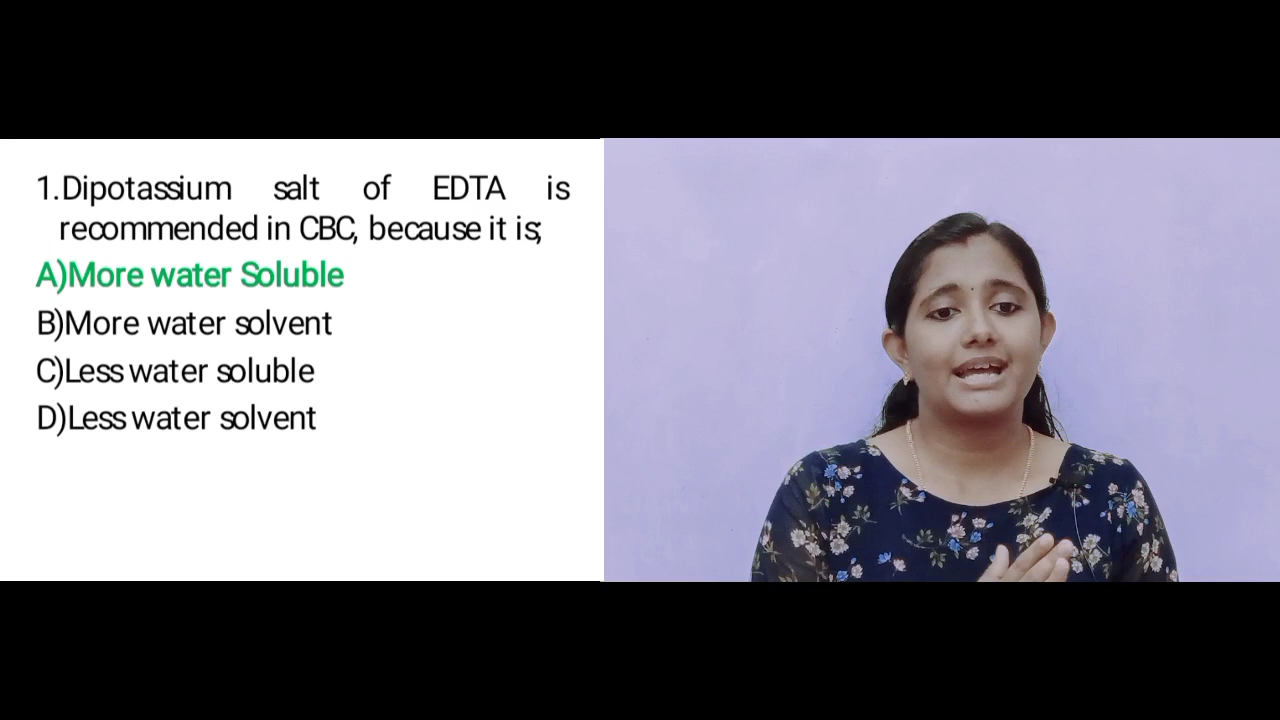 1.Dipotassium salt of EDTA is
recommended in CBC, because it is;
A)More water Soluble
B)More water solvent
C)Less water soluble
D)Less water solvent